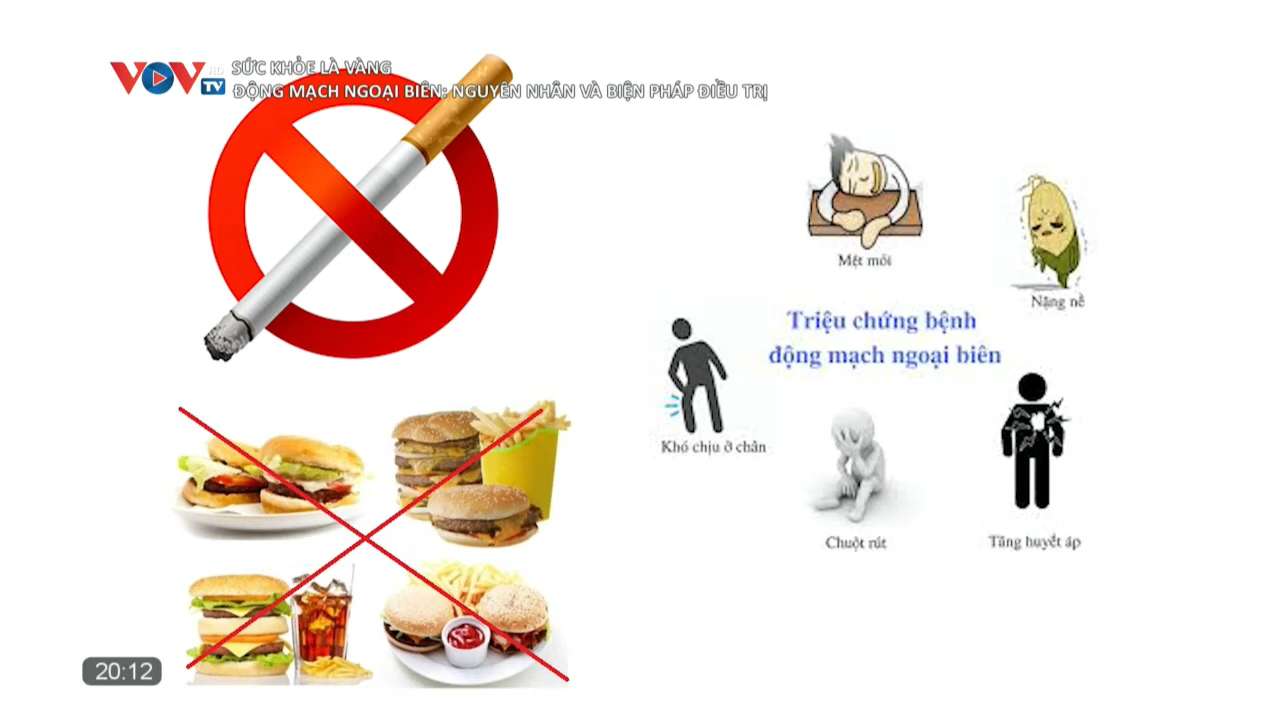 VOV HD TV
SỨC KHỎE LÀ VÀNG
ĐỘNG MẠCH NGOẠI BIÊN: NGUYÊN NHÂN VÀ BIỆN PHÁP ĐIỀU TRỊ
Mệt mỏi
Nặng nề
Triệu chứng bệnh
động mạch ngoại biên
Khó chịu ở chân
Chuột rút
Tăng huyết áp
20:12